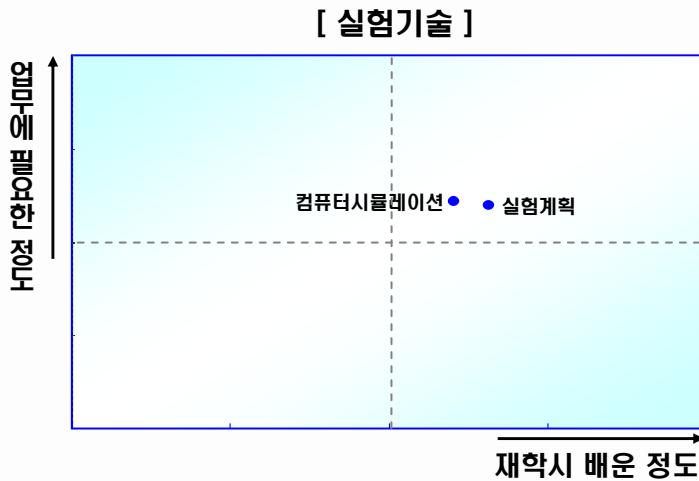 [ 실험기술 ]
업무에 필요한 정도
컴퓨터시뮬레이션
실험계획
재학시 배운 정도